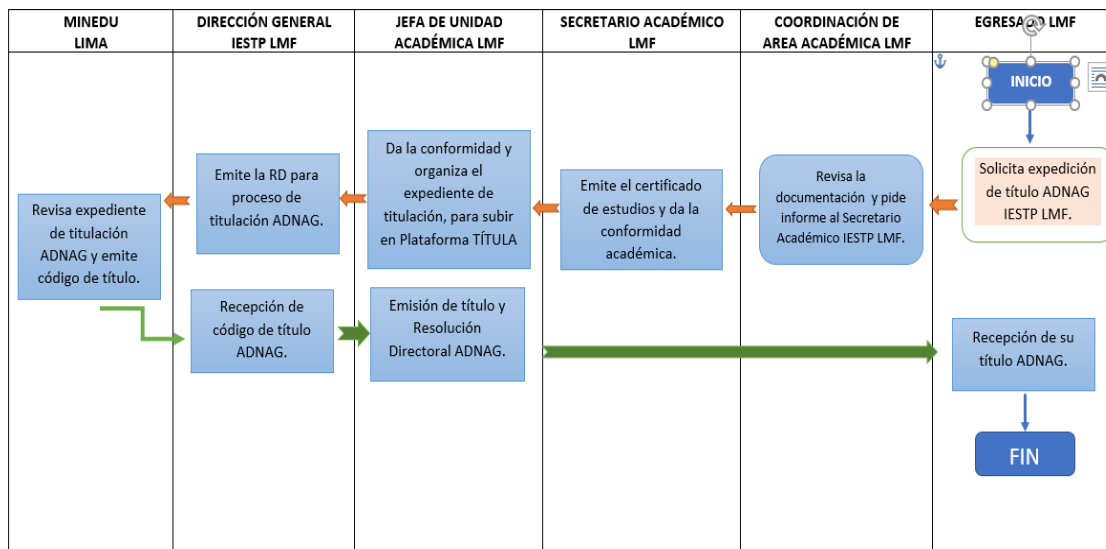 MINEDU
LIMA
DIRECCIÓN GENERAL
IESTP LMF
JEFA DE UNIDAD
ACADÉMICA LMF
SECRETARIO ACADÉMICO
LMF
COORDINACIÓN DE
AREA ACADÉMICA LMF
EGRESADO LMF
INICIO
Solicita expedición
de título ADNAG
IESTP LMF.
Revisa la
documentación y pide
informe al Secretario
Académico IESTP LMF.
Emite el certificado
de estudios y da la
conformidad
académica.
Da la conformidad y
organiza el
expediente de
titulación, para subir
en Plataforma TÍTULA
Emite la RD para
proceso de
titulación ADNAG.
Revisa expediente
de titulación
ADNAG y emite
código de título.
Recepción de
código de título
ADNAG.
Emisión de título y
Resolución
Directoral ADNAG.
Recepción de su
título ADNAG.
FIN